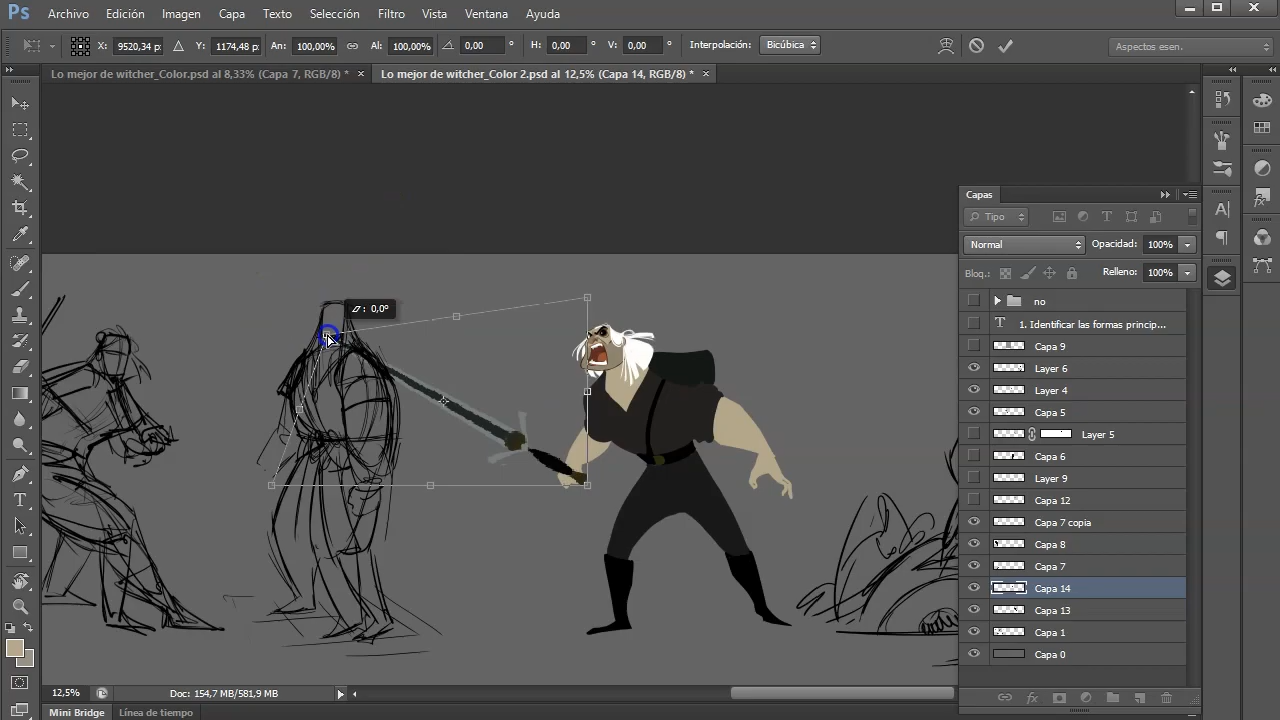 Ps Archivo Edición Imagen Capa Texto Selección Filtro Vista Ventana Ayuda
X: 9520,34 p: Y: 1174,48 p: An: 100,00% Al: 100,00% 0,00 ° H: 0,00 ° V: 0,00 ° Interpolación: Bicúbica Aspectos esen.
Lo mejor de witcher_Color.psd al 8,33% (Capa 7, RGB/8) * × Lo mejor de witcher_Color 2.psd al 12,5% (Capa 14, RGB/8) * ×
Capas
Tipo
Normal Opacidad: 100%
Bloq.: Relleno: 100%
no
T 1. Identificar las formas princip...
Capa 9
Layer 6
Layer 4
Capa 5
Layer 5
Capa 6
Layer 9
Capa 12
Capa 7 copia
Capa 8
Capa 7
Capa 14
Capa 13
Capa 1
Capa 0
: 0,0°
12,5% Doc: 154,7 MB/581,9 MB
Mini Bridge Línea de tiempo